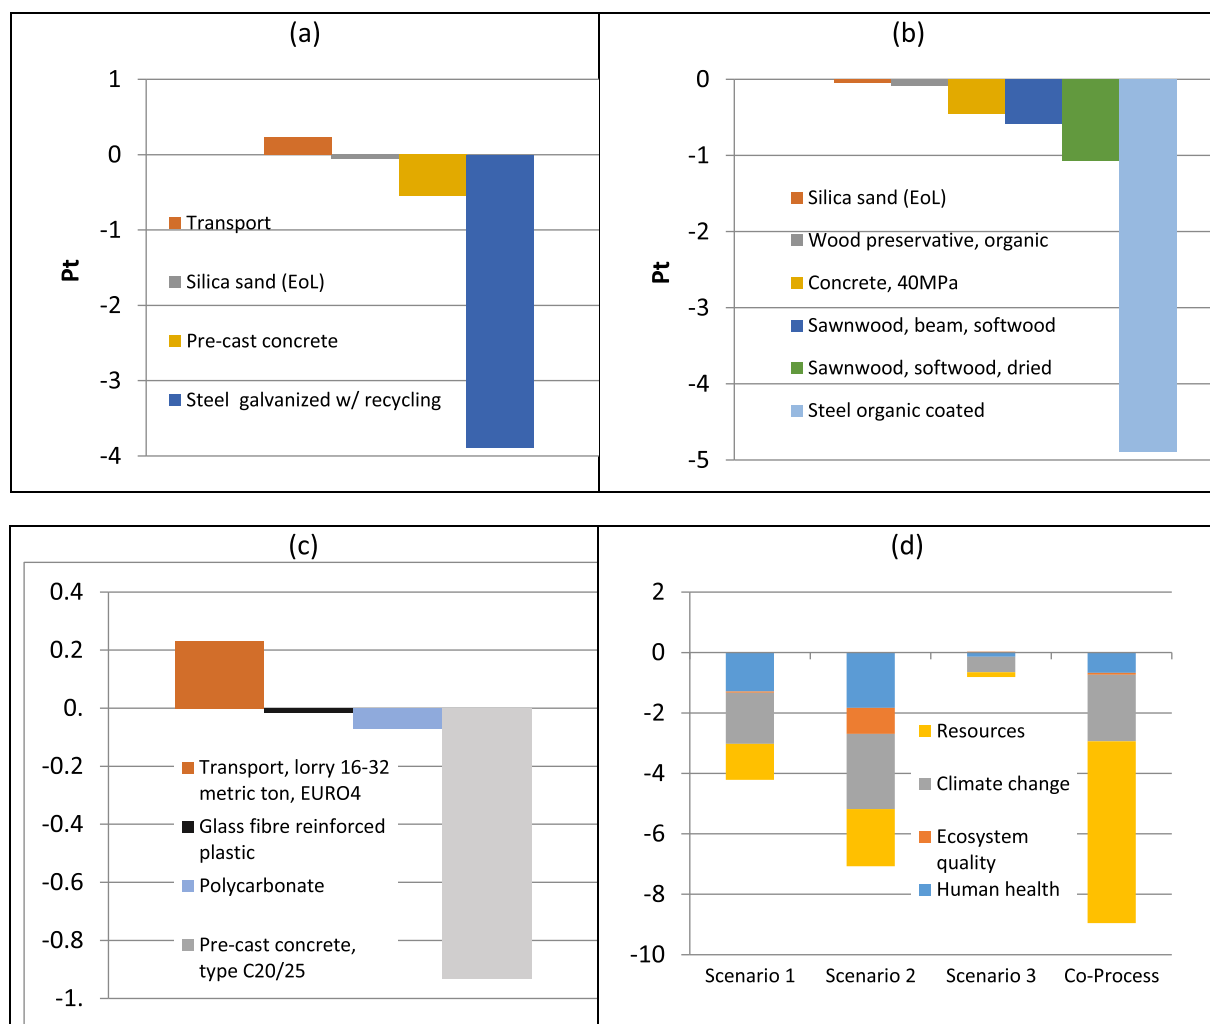 (a)
1
0
-1
-2
-3
-4
Pt
Transport
Silica sand (EoL)
Pre-cast concrete
Steel galvanized w/ recycling
(b)
0
-1
-2
-3
-4
-5
Pt
Silica sand (EoL)
Wood preservative, organic
Concrete, 40MPa
Sawnwood, beam, softwood
Sawnwood, softwood, dried
Steel organic coated
(c)
0.4
0.2
0.
-0.2
-0.4
-0.6
-0.8
-1.
Transport, lorry 16-32
metric ton, EURO4
Glass fibre reinforced
plastic
Polycarbonate
Pre-cast concrete,
type C20/25
(d)
2
0
-2
-4
-6
-8
-10
Resources
Climate change
Ecosystem
quality
Human health
Scenario 1 Scenario 2 Scenario 3 Co-Process